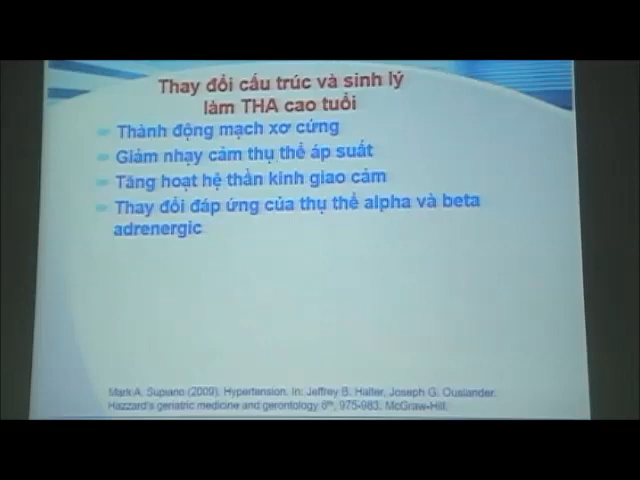 Thay đổi cấu trúc và sinh lý
làm THA cao tuổi
Thành động mạch xơ cứng
Giảm nhạy cảm thụ thể áp suất
Tăng hoạt hệ thần kinh giao cảm
Thay đổi đáp ứng của thụ thể alpha và beta
adrenergic
Mark A. Supiano (2009). Hypertension. In: Jeffrey B. Halter, Joseph G. Ouslander.
Hazzard's geriatric medicine and gerontology 6th, 975-983, McGraw-Hill.